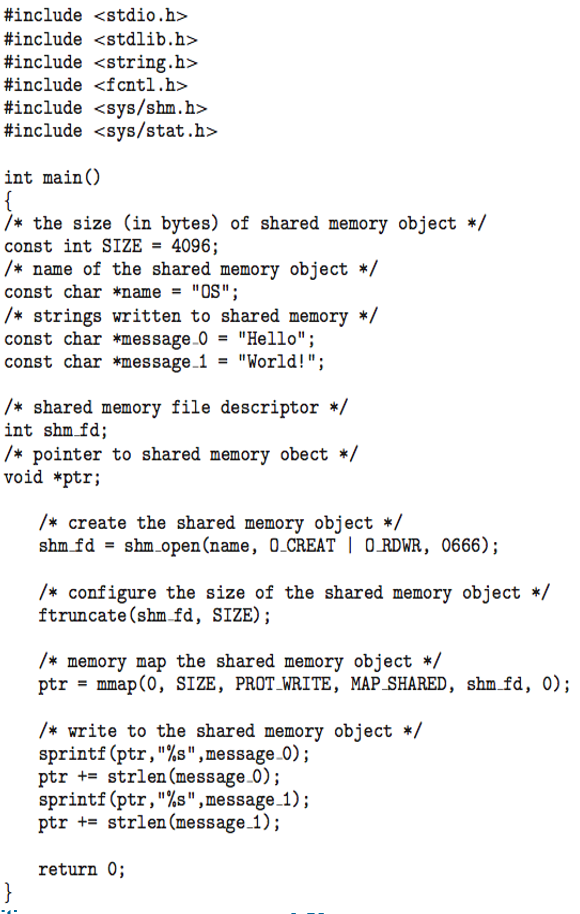 #include <stdio.h>
#include <stdlib.h>
#include <string.h>
#include <fcntl.h>
#include <sys/shm.h>
#include <sys/stat.h>
int main()
{
/* the size (in bytes) of shared memory object */
const int SIZE = 4096;
/* name of the shared memory object */
const char *name = "OS";
/* strings written to shared memory */
const char *message_0 = "Hello";
const char *message_1 = "World!";
/* shared memory file descriptor */
int shm_fd;
/* pointer to shared memory obect */
void *ptr;
/* create the shared memory object */
shm_fd = shm_open(name, O_CREAT | O_RDWR, 0666);
/* configure the size of the shared memory object */
ftruncate(shm_fd, SIZE);
/* memory map the shared memory object */
ptr = mmap(0, SIZE, PROT_WRITE, MAP_SHARED, shm_fd, 0);
/* write to the shared memory object */
sprintf(ptr,"%s",message_0);
ptr += strlen(message_0);
sprintf(ptr,"%s",message_1);
ptr += strlen(message_1);
return 0;
}